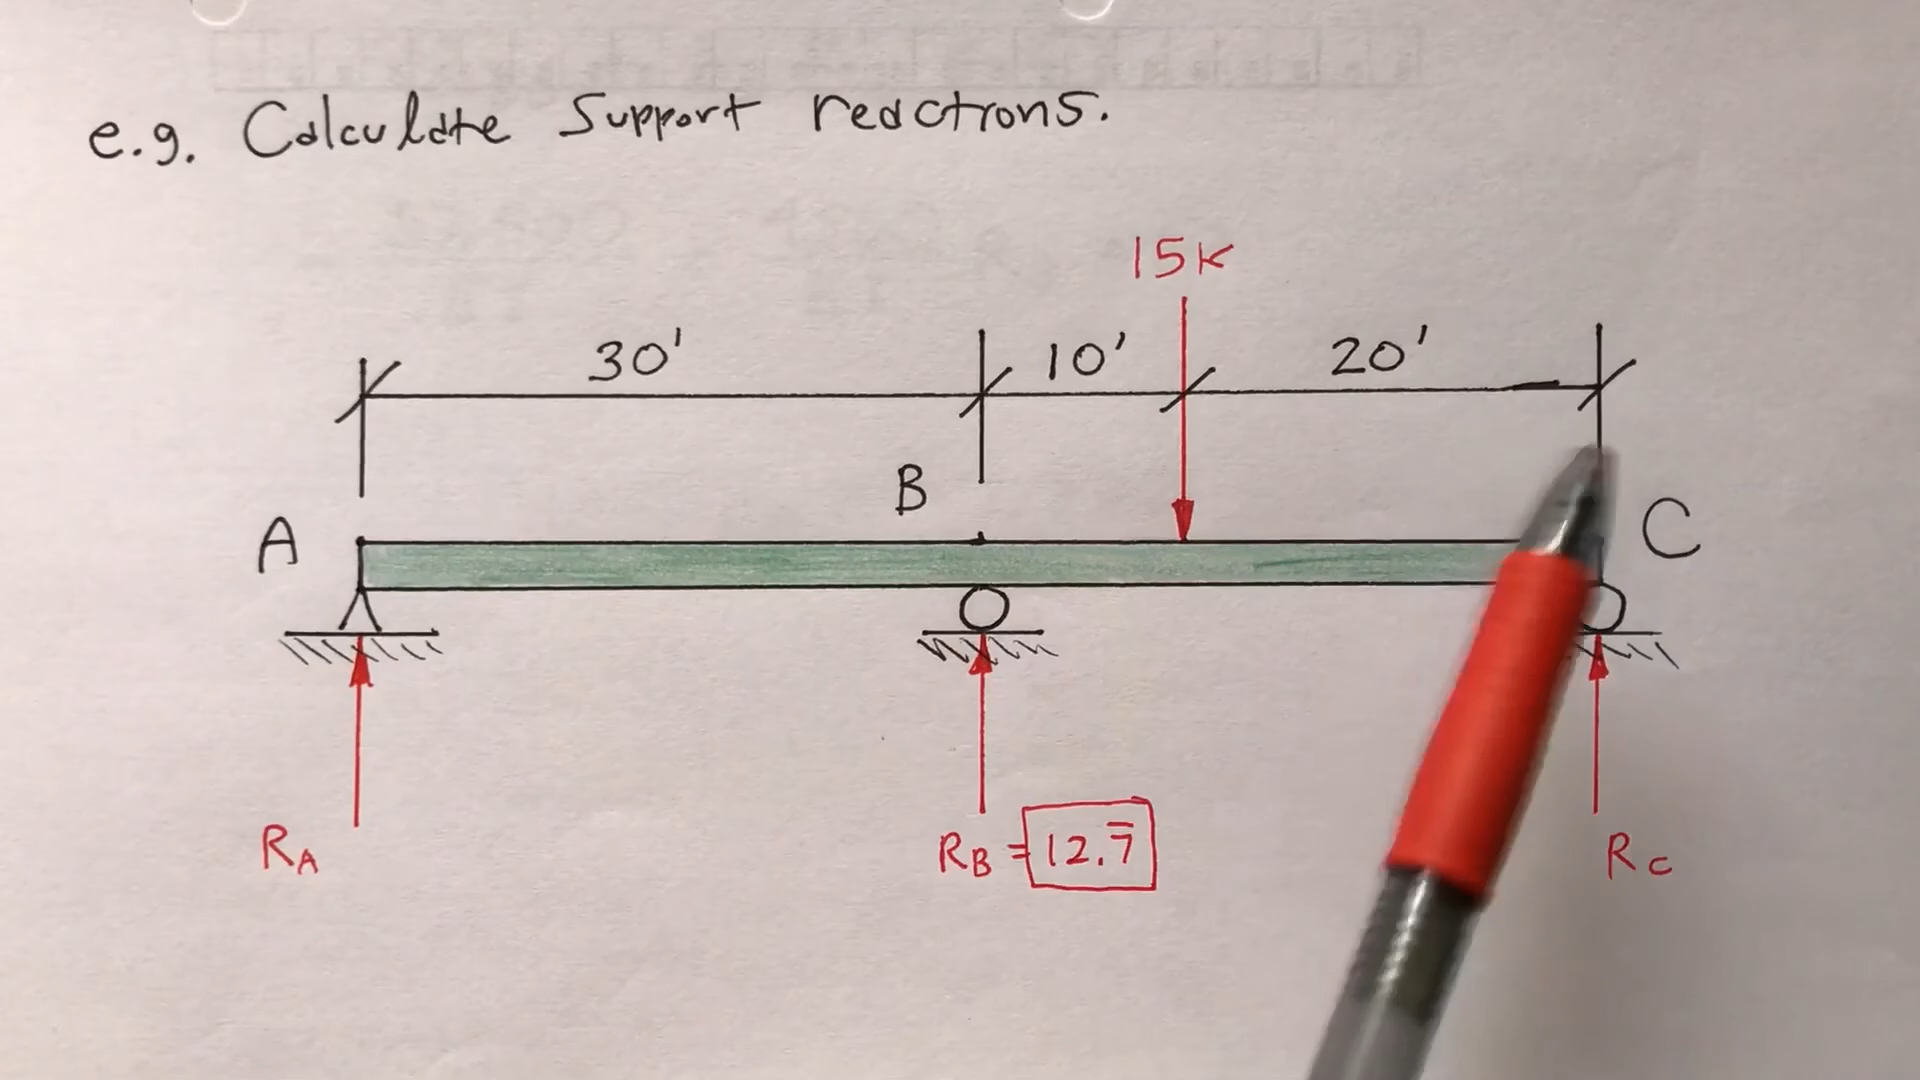 e.g. Calculate Support reactions.
15K
30' 10' 20'
B
A C
RA RB = 12.7̅ RC